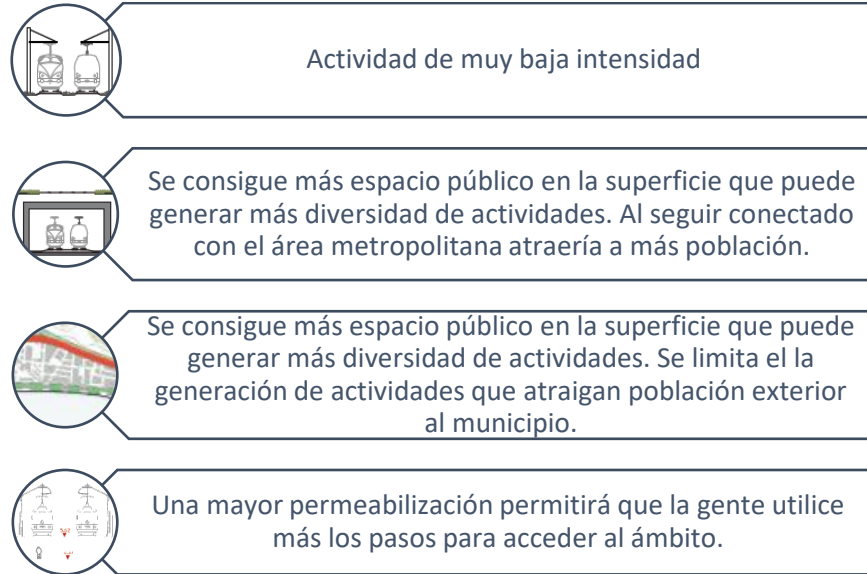 Actividad de muy baja intensidad
Se consigue más espacio público en la superficie que puede
generar más diversidad de actividades. Al seguir conectado
con el área metropolitana atraería a más población.
Se consigue más espacio público en la superficie que puede
generar más diversidad de actividades. Se limita el la
generación de actividades que atraigan población exterior
al municipio.
Una mayor permeabilización permitirá que la gente utilice
más los pasos para acceder al ámbito.